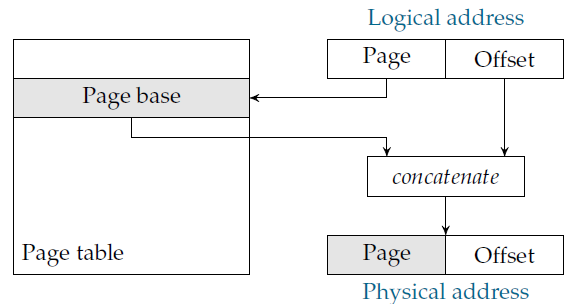 Logical address
Page Offset
Page base
concatenate
Page table
Page Offset
Physical address